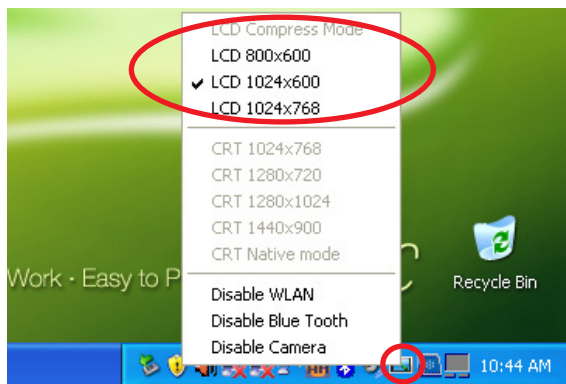 LCD Compress Mode
LCD 800x600
LCD 1024x600
LCD 1024x768
CRT 1024x768
CRT 1280x720
CRT 1280x1024
CRT 1440x900
CRT Native mode
Disable WLAN
Disable Blue Tooth
Disable Camera
Work · Easy to P
C
Recycle Bin
10:44 AM